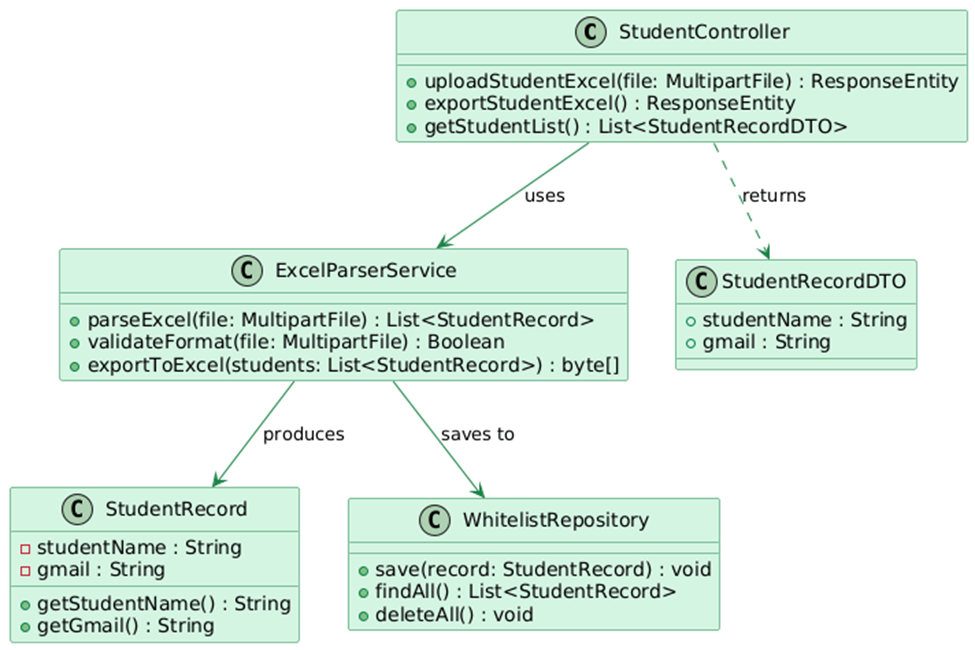 C StudentController
uploadStudentExcel(file: MultipartFile) : ResponseEntity
exportStudentExcel() : ResponseEntity
getStudentList() : List<StudentRecordDTO>
uses
returns
C ExcelParserService
parseExcel(file: MultipartFile) : List<StudentRecord>
validateFormat(file: MultipartFile) : Boolean
exportToExcel(students: List<StudentRecord>) : byte[]
C StudentRecordDTO
studentName : String
gmail : String
produces
saves to
C StudentRecord
studentName : String
gmail : String
getStudentName() : String
getGmail() : String
C WhitelistRepository
save(record: StudentRecord) : void
findAll() : List<StudentRecord>
deleteAll() : void